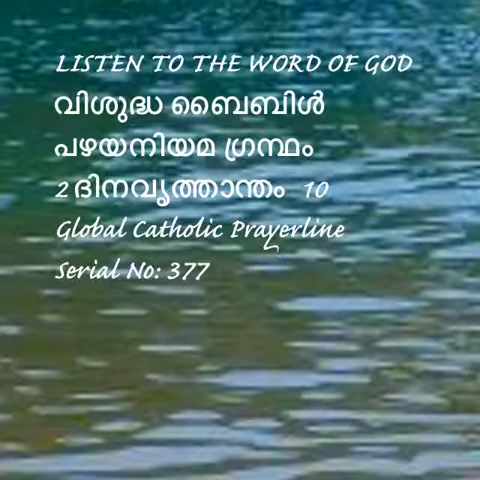 LISTEN TO THE WORD OF GOD
വിശുദ്ധ ബൈബിൾ
പഴയനിയമ ഗ്രന്ഥം
2 ദിനവൃത്താന്തം 10
Global Catholic Prayerline
Serial No: 377